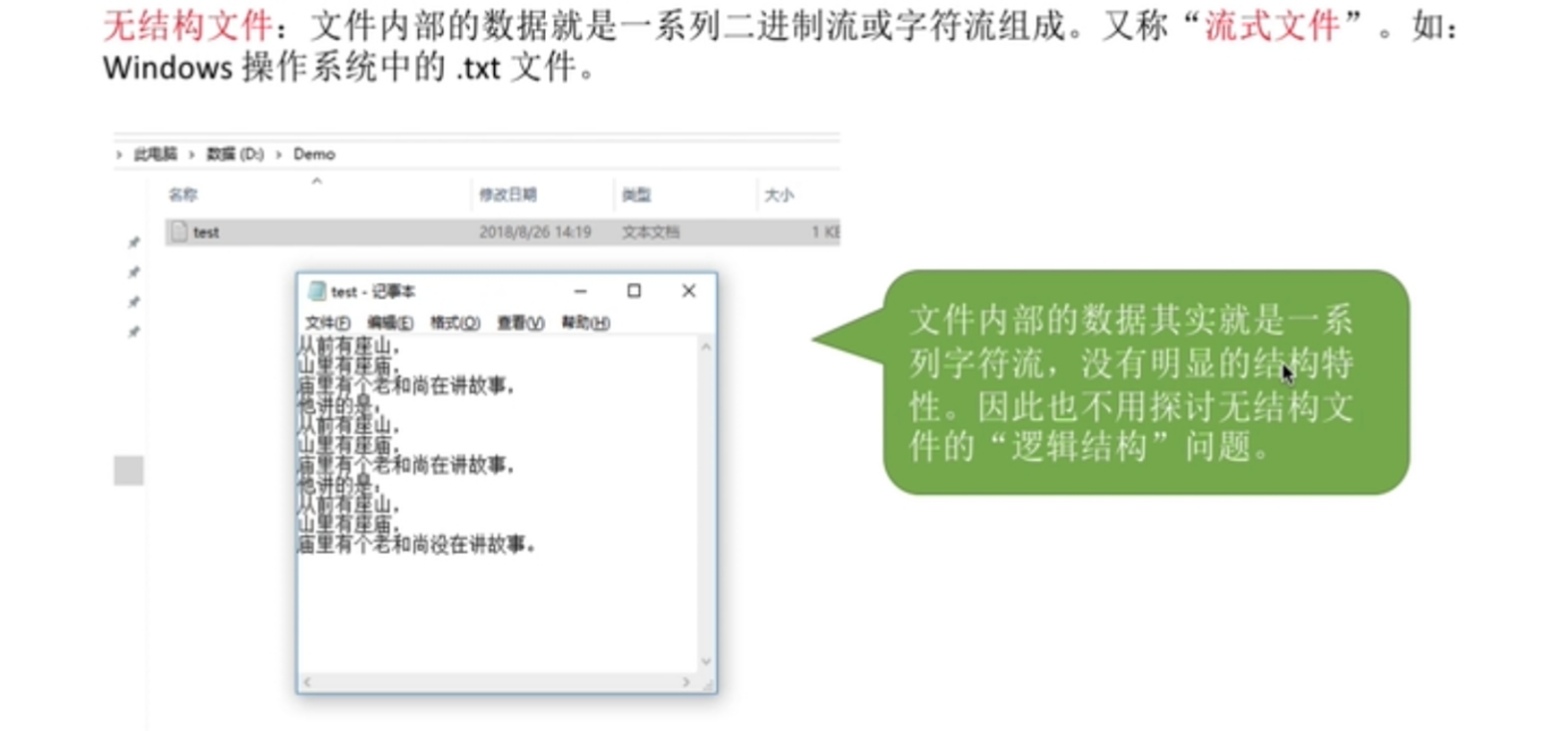 无结构文件：文件内部的数据就是一系列二进制流或字符流组成。又称“流式文件”。如：
Windows 操作系统中的 .txt 文件。
› 此电脑 › 数据 (D:) › Demo
名称 修改日期 类型 大小
test 2018/8/26 14:19 文本文档 1 KB
test - 记事本
文件(F) 编辑(E) 格式(O) 查看(V) 帮助(H)
从前有座山，
山里有座庙，
庙里有个老和尚在讲故事，
他讲的是：
从前有座山，
山里有座庙，
庙里有个老和尚在讲故事，
他讲的是：
从前有座山，
山里有座庙，
庙里有个老和尚没在讲故事。
文件内部的数据其实就是一系
列字符流，没有明显的结构特
性。因此也不用探讨无结构文
件的“逻辑结构”问题。